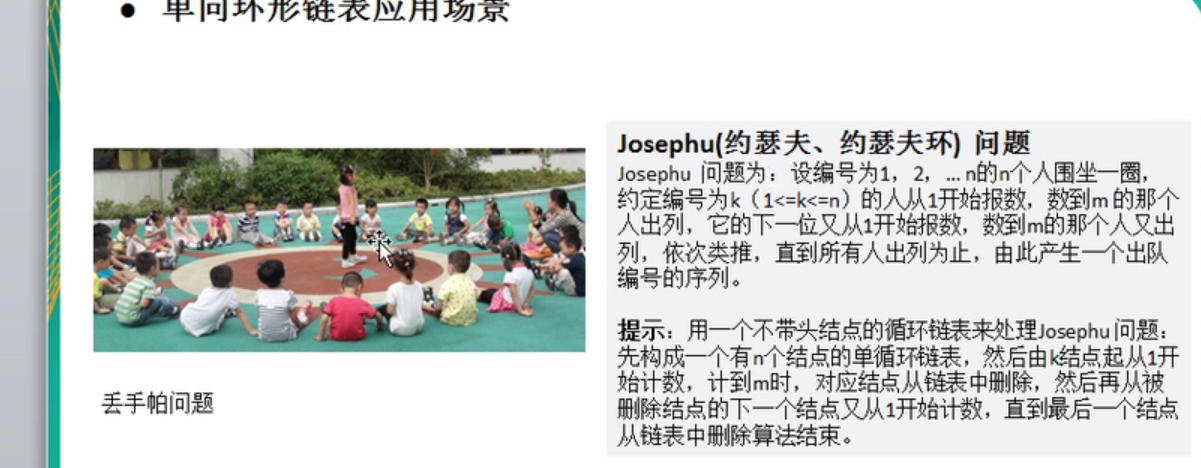 ● 单向环形链表应用场景
Josephu(约瑟夫、约瑟夫环) 问题
Josephu 问题为：设编号为1，2，… n的n个人围坐一圈，
约定编号为k（1<=k<=n）的人从1开始报数，数到m 的那个
人出列，它的下一位又从1开始报数，数到m的那个人又出
列，依次类推，直到所有人出列为止，由此产生一个出队
编号的序列。
提示：用一个不带头结点的循环链表来处理Josephu 问题：
先构成一个有n个结点的单循环链表，然后由k结点起从1开
始计数，计到m时，对应结点从链表中删除，然后再从被
删除结点的下一个结点又从1开始计数，直到最后一个结点
从链表中删除算法结束。
丢手帕问题